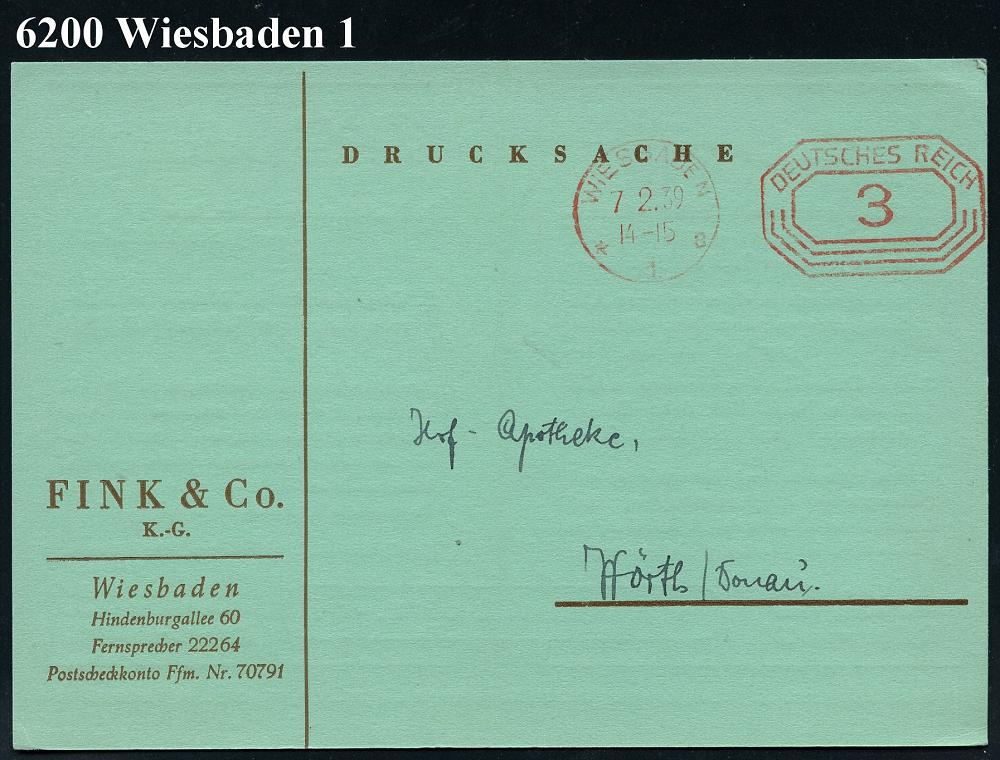 6200 Wiesbaden 1
DRUCKSACHE
WIESBADEN
7 2.39
14-15
* a
1
DEUTSCHES REICH
3
Hof-Apotheke,
Wörth/Donau.
FINK & Co.
K.-G.
Wiesbaden
Hindenburgallee 60
Fernsprecher 22264
Postscheckkonto Ffm. Nr. 70791